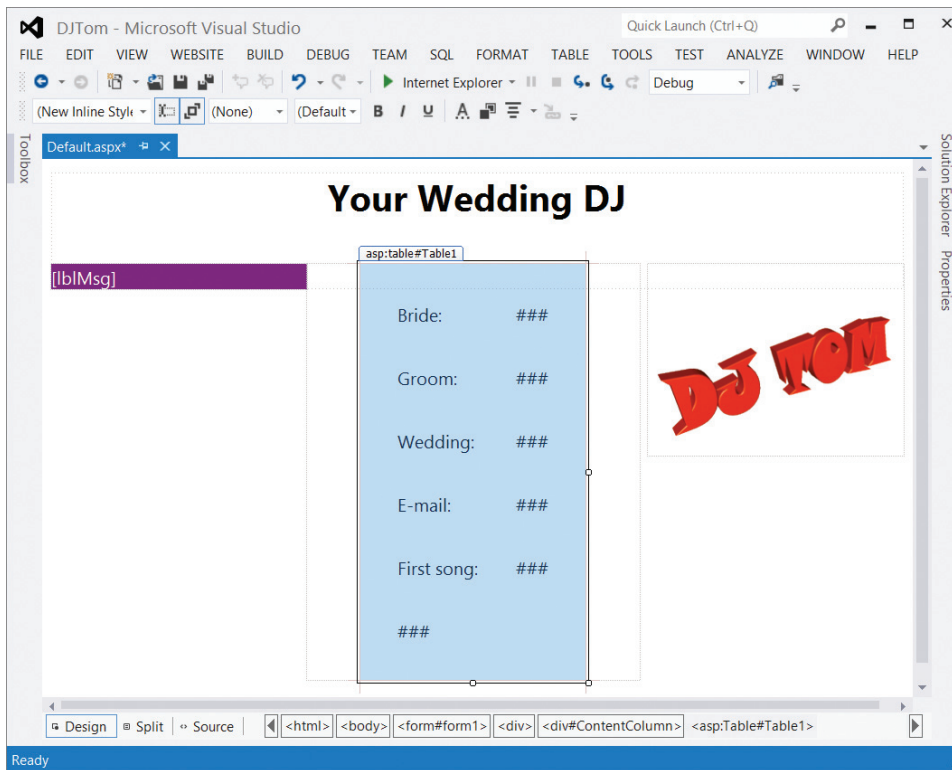 DJTom - Microsoft Visual Studio
Quick Launch (Ctrl+Q)
FILE EDIT VIEW WEBSITE BUILD DEBUG TEAM SQL FORMAT TABLE TOOLS TEST ANALYZE WINDOW HELP
Internet Explorer Debug
(New Inline Style (None) (Default B I U A
Toolbox
Default.aspx*
Solution Explorer
Properties
Your Wedding DJ
asp:table#Table1
[lblMsg]
Bride: ###
Groom: ###
Wedding: ###
E-mail: ###
First song: ###
###
DJ TOM
Design Split Source <html> <body> <form#form1> <div> <div#ContentColumn> <asp:Table#Table1>
Ready